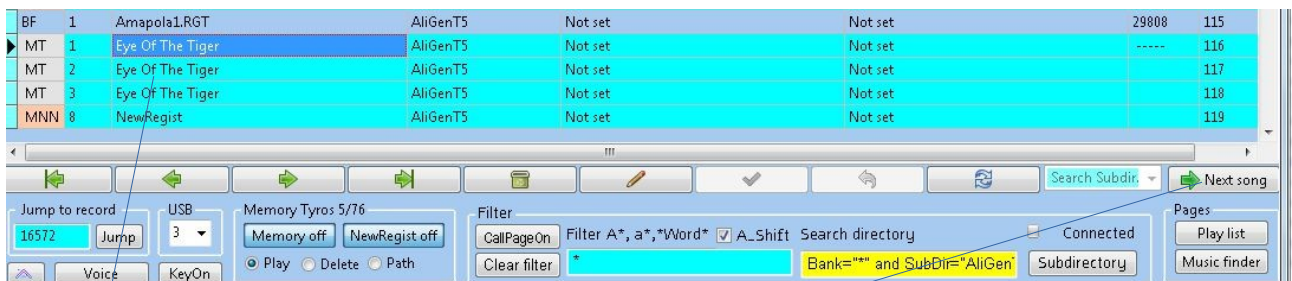 BF 1 Amapola1.RGT AliGenT5 Not set Not set 29808 115
MT 1 Eye Of The Tiger AliGenT5 Not set Not set ----- 116
MT 2 Eye Of The Tiger AliGenT5 Not set Not set 117
MT 3 Eye Of The Tiger AliGenT5 Not set Not set 118
MNN 8 NewRegist AliGenT5 Not set Not set 119
Search Subdir. Next song
Jump to record USB Memory Tyros 5/76 Filter Pages
16572 Jump 3 Memory off NewRegist off CallPageOn Filter A*, a*,*Word* A_Shift Search directory Connected Play list
Voice KeyOn Play Delete Path Clear filter * Bank="*" and SubDir="AliGen Subdirectory Music finder